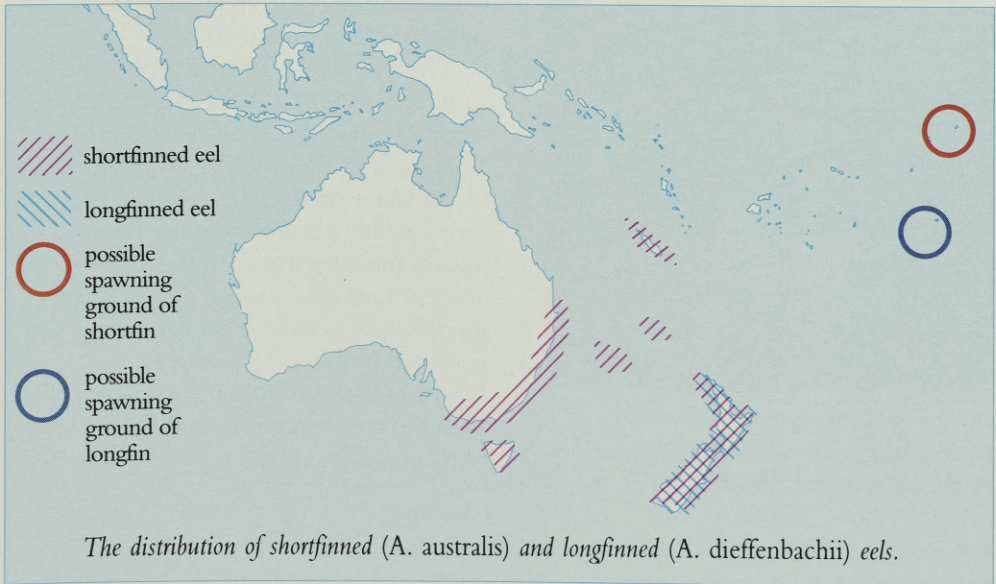 shortfinned eel
longfinned eel
possible
spawning
ground of
shortfin
possible
spawning
ground of
longfin
The distribution of shortfinned (A. australis) and longfinned (A. dieffenbachii) eels.